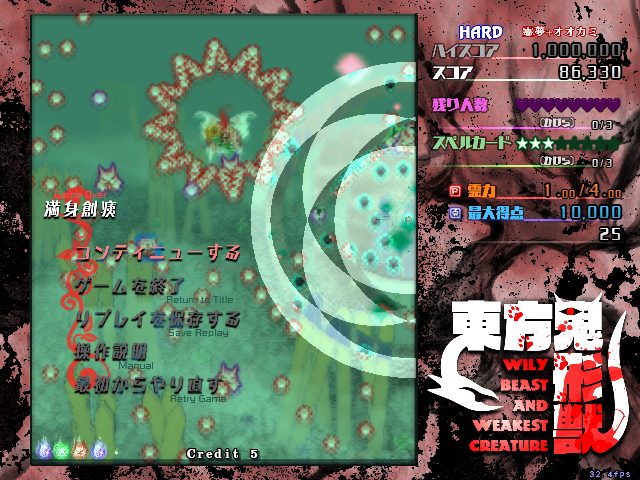 HARD 霊夢+オオカミ
ハイスコア 1,000,000
スコア 86,330
残り人数
(かけら) 0/3
スペルカード ★★★
(かけら) 0/3
P 霊力 1.00/4.00
最大得点 10,000
25
Game Over
満身創痍
コンティニューする
ゲームを終了
Return to Title
リプレイを保存する
Save Replay
操作説明
Manual
最初からやり直す
Retry Game
Credit 5
東方鬼形獣
WILY
BEAST
AND
WEAKEST
CREATURE
32.4fps